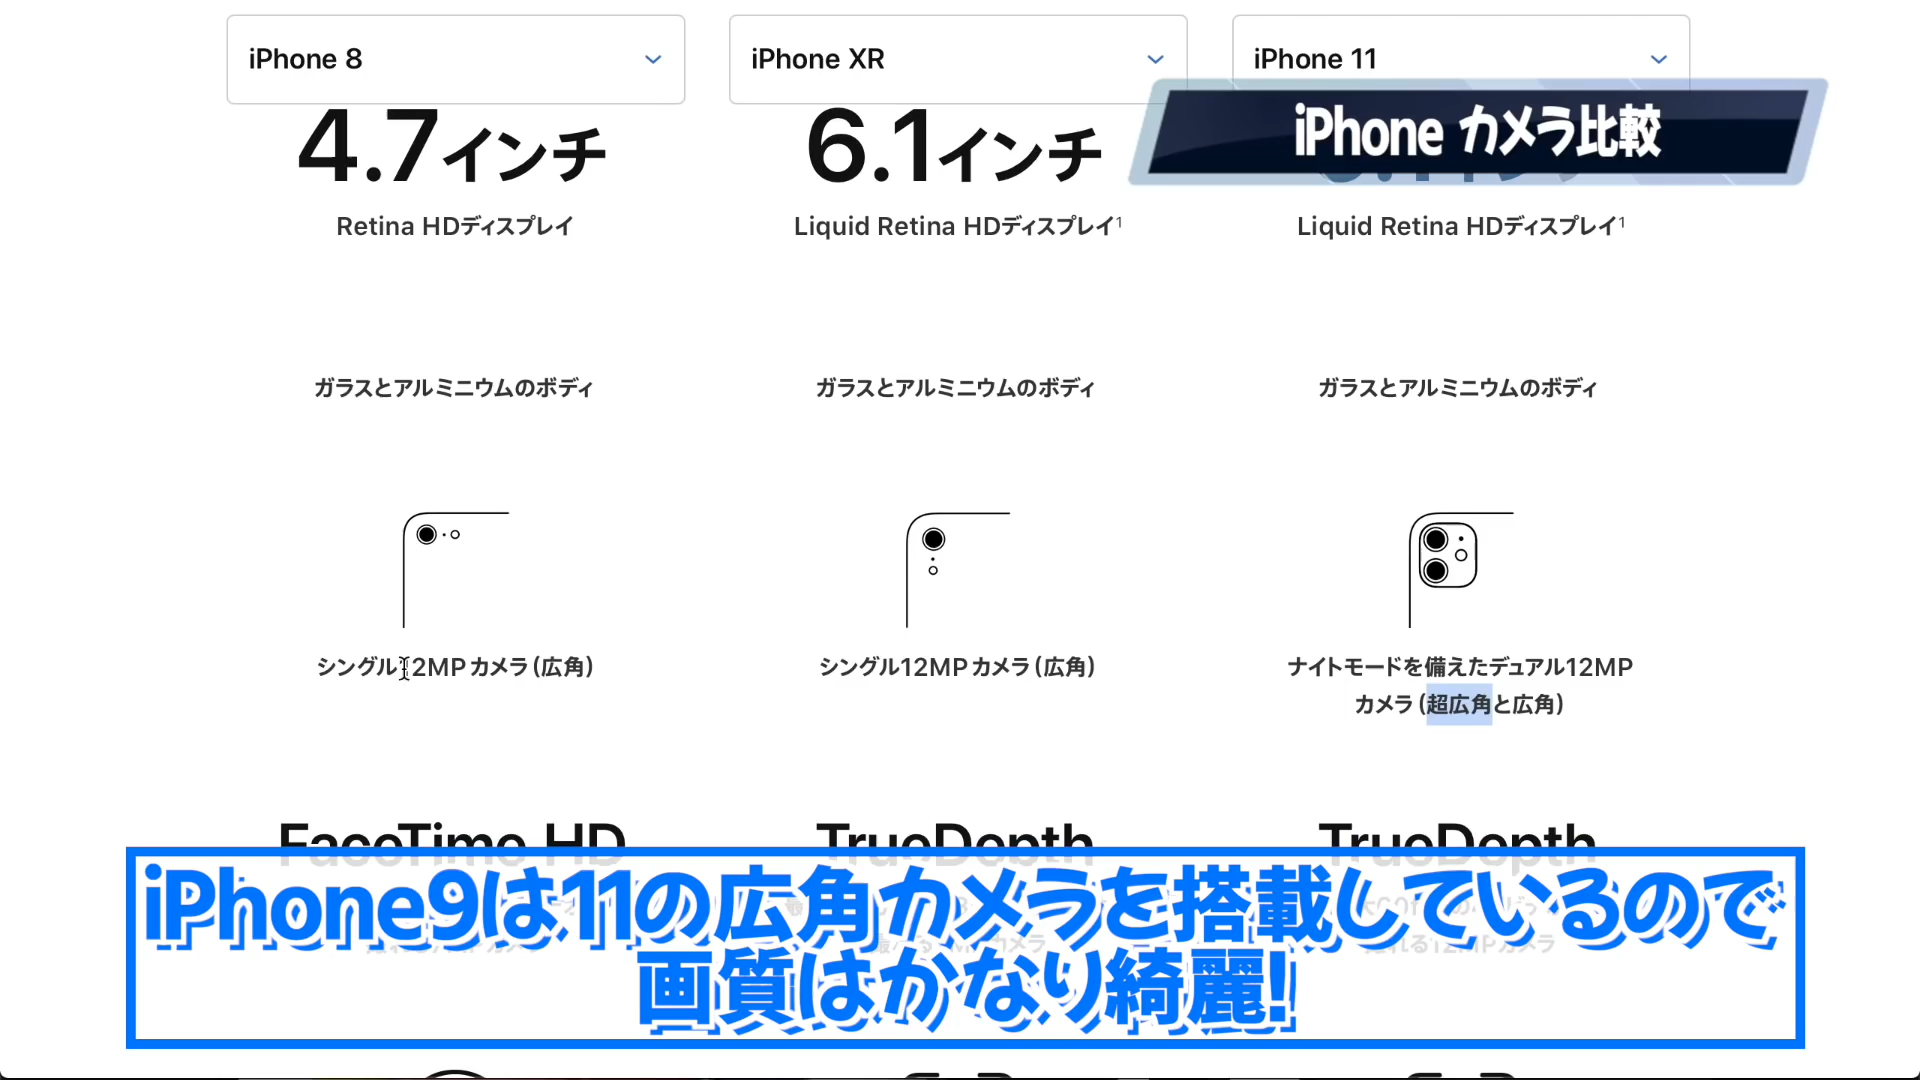 iPhone 8
iPhone XR
iPhone 11
iPhone カメラ比較
4.7インチ
6.1インチ
Retina HDディスプレイ
Liquid Retina HDディスプレイ1
Liquid Retina HDディスプレイ1
ガラスとアルミニウムのボディ
ガラスとアルミニウムのボディ
ガラスとアルミニウムのボディ
シングル12MPカメラ(広角)
シングル12MPカメラ(広角)
ナイトモードを備えたデュアル12MP
カメラ(超広角と広角)
FaceTime HD
TrueDepth
TrueDepth
iPhone9は11の広角カメラを搭載しているので
画質はかなり綺麗!